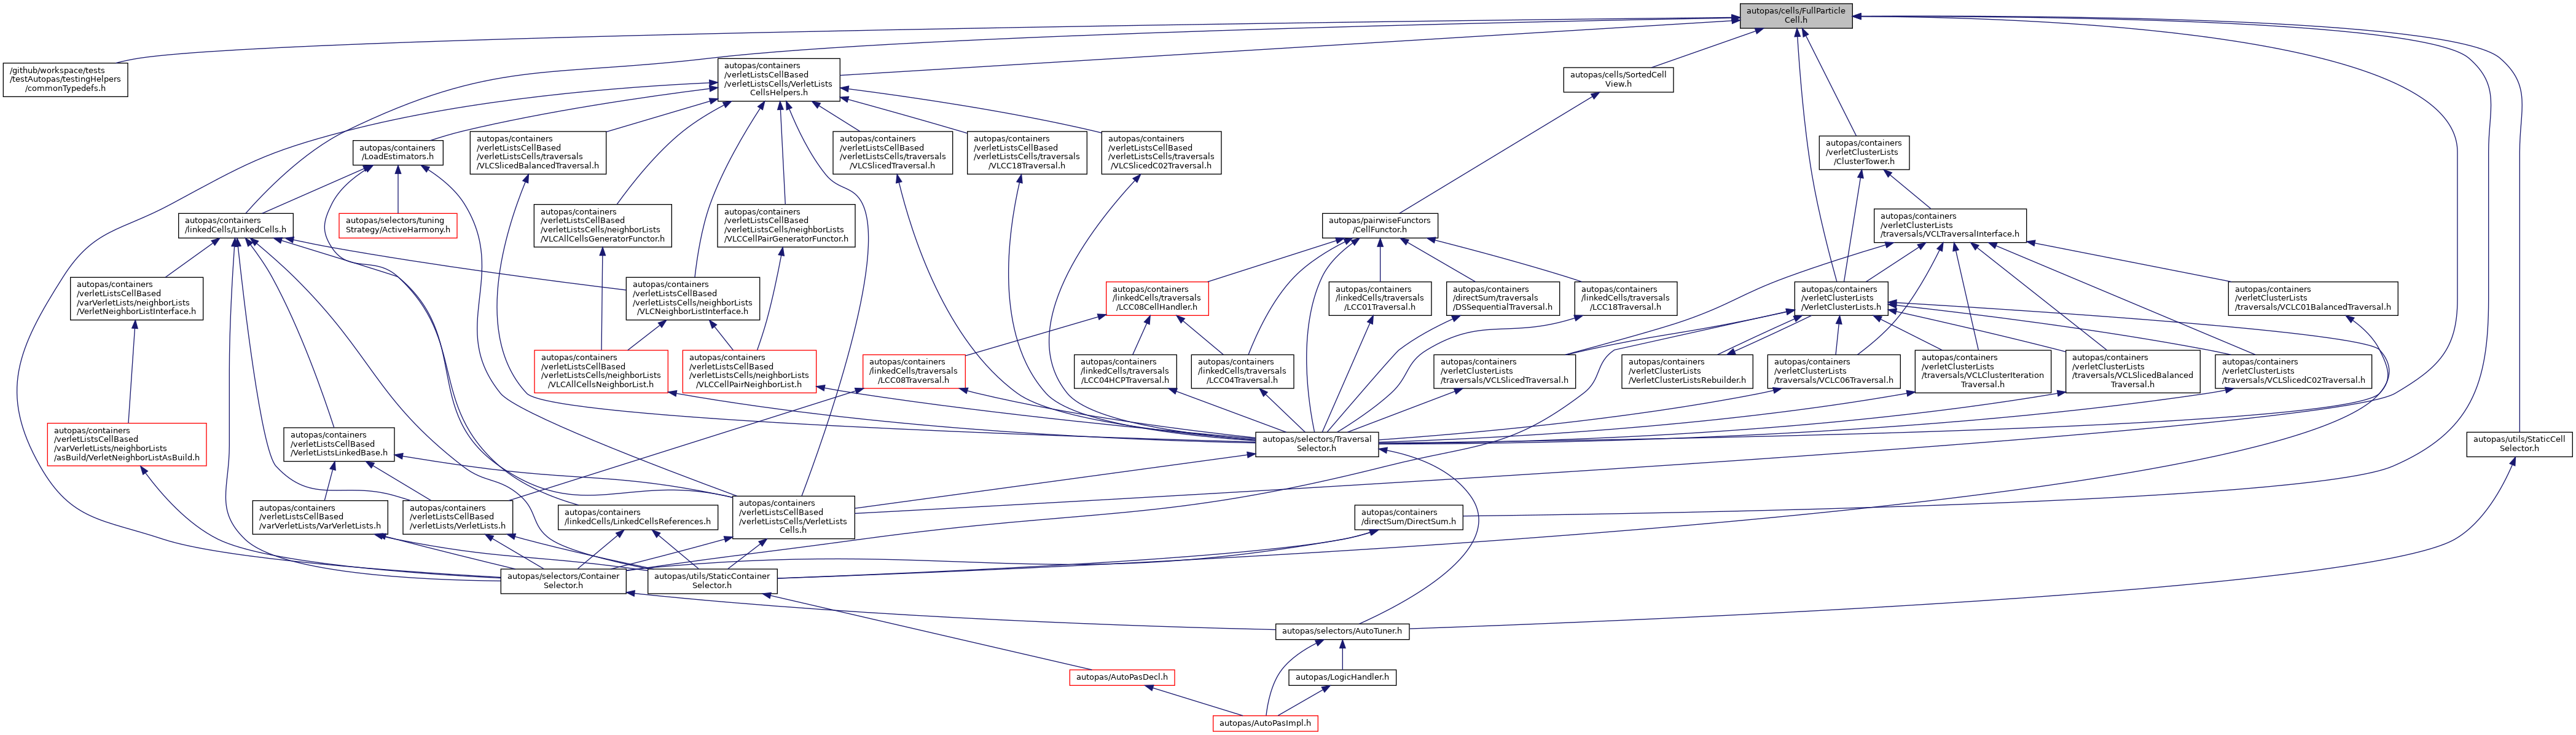 autopas/cells/FullParticle
Cell.h
/github/workspace/tests
/testAutopas/testingHelpers
/commonTypedefs.h
autopas/containers
/verletListsCellBased
/verletListsCells/VerletLists
CellsHelpers.h
autopas/cells/SortedCell
View.h
autopas/containers
/LoadEstimators.h
autopas/containers
/verletListsCellBased
/verletListsCells/traversals
/VLCSlicedBalancedTraversal.h
autopas/containers
/verletListsCellBased
/verletListsCells/traversals
/VLCSlicedTraversal.h
autopas/containers
/verletListsCellBased
/verletListsCells/traversals
/VLCC18Traversal.h
autopas/containers
/verletListsCellBased
/verletListsCells/traversals
/VLCSlicedC02Traversal.h
autopas/containers
/verletClusterLists
/ClusterTower.h
autopas/containers
/linkedCells/LinkedCells.h
autopas/selectors/tuning
Strategy/ActiveHarmony.h
autopas/containers
/verletListsCellBased
/verletListsCells/neighborLists
/VLCAllCellsGeneratorFunctor.h
autopas/containers
/verletListsCellBased
/verletListsCells/neighborLists
/VLCCellPairGeneratorFunctor.h
autopas/pairwiseFunctors
/CellFunctor.h
autopas/containers
/verletClusterLists
/traversals/VCLTraversalInterface.h
autopas/containers
/verletListsCellBased
/varVerletLists/neighborLists
/VerletNeighborListInterface.h
autopas/containers
/verletListsCellBased
/verletListsCells/neighborLists
/VLCNeighborListInterface.h
autopas/containers
/linkedCells/traversals
/LCC08CellHandler.h
autopas/containers
/linkedCells/traversals
/LCC01Traversal.h
autopas/containers
/directSum/traversals
/DSSequentialTraversal.h
autopas/containers
/linkedCells/traversals
/LCC18Traversal.h
autopas/containers
/verletClusterLists
/VerletClusterLists.h
autopas/containers
/verletClusterLists
/traversals/VCLC01BalancedTraversal.h
autopas/containers
/verletListsCellBased
/verletListsCells/neighborLists
/VLCAllCellsNeighborList.h
autopas/containers
/verletListsCellBased
/verletListsCells/neighborLists
/VLCCellPairNeighborList.h
autopas/containers
/linkedCells/traversals
/LCC08Traversal.h
autopas/containers
/linkedCells/traversals
/LCC04HCPTraversal.h
autopas/containers
/linkedCells/traversals
/LCC04Traversal.h
autopas/containers
/verletClusterLists
/traversals/VCLSlicedTraversal.h
autopas/containers
/verletClusterLists
/VerletClusterListsRebuilder.h
autopas/containers
/verletClusterLists
/traversals/VCLC06Traversal.h
autopas/containers
/verletClusterLists
/traversals/VCLClusterIteration
Traversal.h
autopas/containers
/verletClusterLists
/traversals/VCLSlicedBalanced
Traversal.h
autopas/containers
/verletClusterLists
/traversals/VCLSlicedC02Traversal.h
autopas/containers
/verletListsCellBased
/varVerletLists/neighborLists
/asBuild/VerletNeighborListAsBuild.h
autopas/containers
/verletListsCellBased
/VerletListsLinkedBase.h
autopas/selectors/Traversal
Selector.h
autopas/utils/StaticCell
Selector.h
autopas/containers
/verletListsCellBased
/varVerletLists/VarVerletLists.h
autopas/containers
/verletListsCellBased
/verletLists/VerletLists.h
autopas/containers
/linkedCells/LinkedCellsReferences.h
autopas/containers
/verletListsCellBased
/verletListsCells/VerletLists
Cells.h
autopas/containers
/directSum/DirectSum.h
autopas/selectors/Container
Selector.h
autopas/utils/StaticContainer
Selector.h
autopas/selectors/AutoTuner.h
autopas/AutoPasDecl.h
autopas/LogicHandler.h
autopas/AutoPasImpl.h